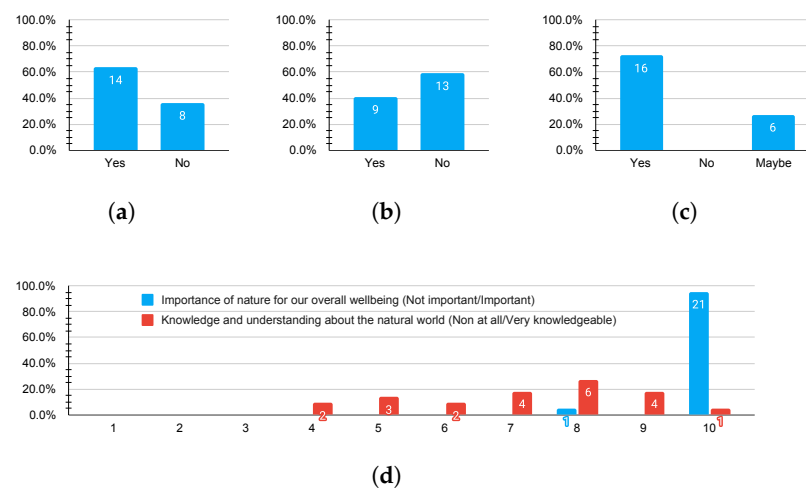 100.0%
80.0%
60.0%
40.0%
20.0%
0.0%
14
8
Yes No
(a)
100.0%
80.0%
60.0%
40.0%
20.0%
0.0%
9
13
Yes No
(b)
100.0%
80.0%
60.0%
40.0%
20.0%
0.0%
16
6
Yes No Maybe
(c)
100.0%
80.0%
60.0%
40.0%
20.0%
0.0%
Importance of nature for our overall wellbeing (Not important/Important)
Knowledge and understanding about the natural world (Non at all/Very knowledgeable)
2 3 2 4 1 6 4 21 1
1 2 3 4 5 6 7 8 9 10
(d)